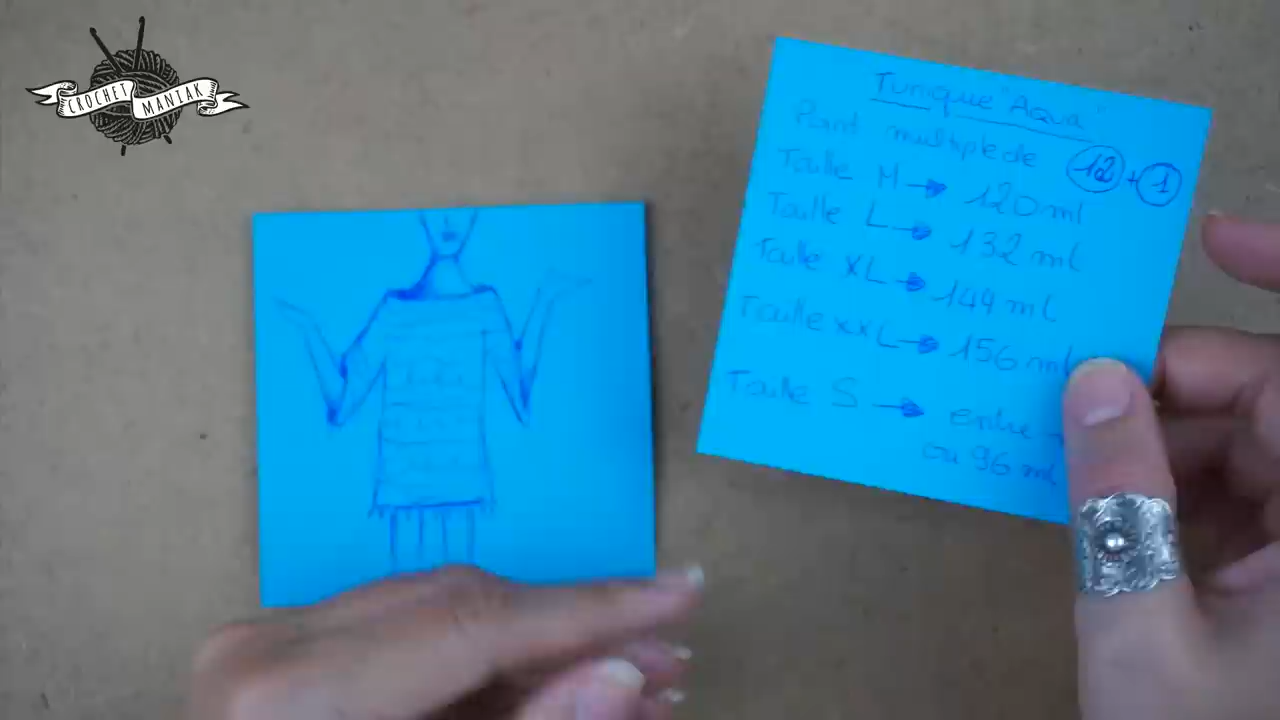 CROCHET MANIAK
Tunique "Aqua"
Point multiple de 12 + 1
Taille M → 120 ml
Taille L → 132 ml
Taille XL → 144 ml
Taille XXL → 156 ml
Taille S → entre
ou 96 ml